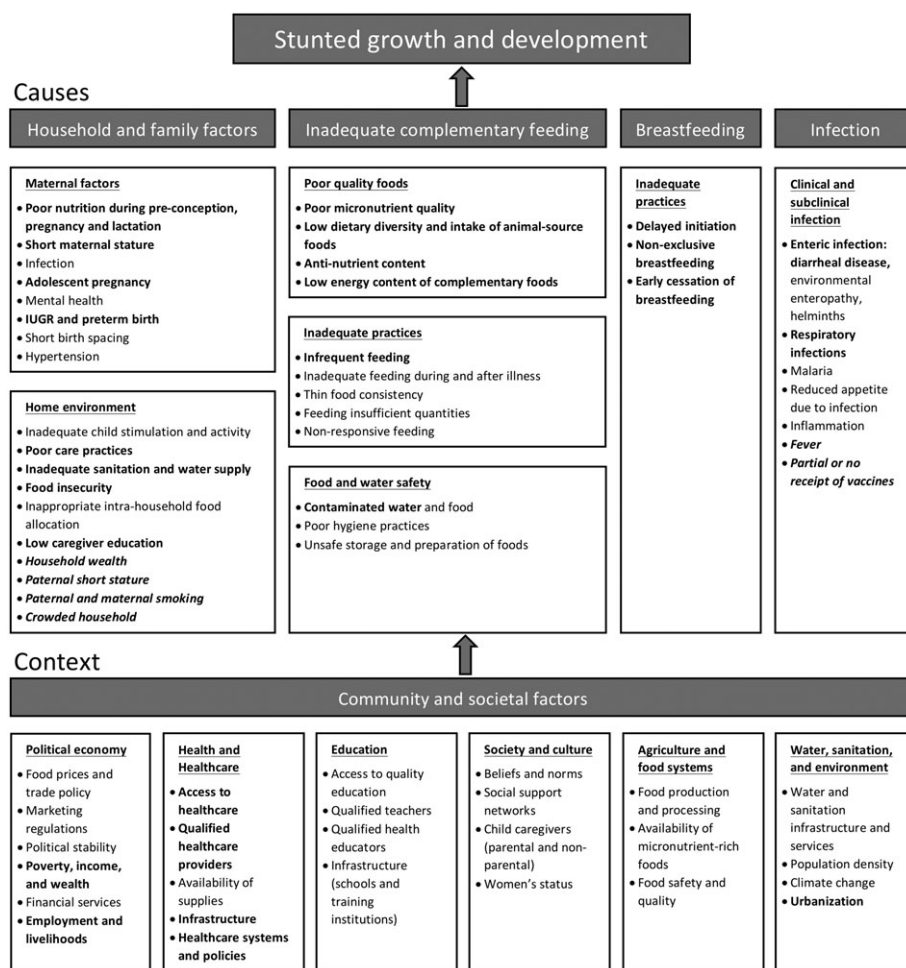 Stunted growth and development
Causes
Household and family factors
Inadequate complementary feeding
Breastfeeding
Infection
Maternal factors
• Poor nutrition during pre-conception,
pregnancy and lactation
• Short maternal stature
• Infection
• Adolescent pregnancy
• Mental health
• IUGR and preterm birth
• Short birth spacing
• Hypertension
Home environment
• Inadequate child stimulation and activity
• Poor care practices
• Inadequate sanitation and water supply
• Food insecurity
• Inappropriate intra-household food
allocation
• Low caregiver education
• Household wealth
• Paternal short stature
• Paternal and maternal smoking
• Crowded household
Poor quality foods
• Poor micronutrient quality
• Low dietary diversity and intake of animal-source
foods
• Anti-nutrient content
• Low energy content of complementary foods
Inadequate practices
• Infrequent feeding
• Inadequate feeding during and after illness
• Thin food consistency
• Feeding insufficient quantities
• Non-responsive feeding
Food and water safety
• Contaminated water and food
• Poor hygiene practices
• Unsafe storage and preparation of foods
Inadequate
practices
• Delayed initiation
• Non-exclusive
breastfeeding
• Early cessation of
breastfeeding
Clinical and
subclinical
infection
• Enteric infection:
diarrheal disease,
environmental
enteropathy,
helminths
• Respiratory
infections
• Malaria
• Reduced appetite
due to infection
• Inflammation
• Fever
• Partial or no
receipt of vaccines
Context
Community and societal factors
Political economy
• Food prices and
trade policy
• Marketing
regulations
• Political stability
• Poverty, income,
and wealth
• Financial services
• Employment and
livelihoods
Health and
Healthcare
• Access to
healthcare
• Qualified
healthcare
providers
• Availability of
supplies
• Infrastructure
• Healthcare systems
and policies
Education
• Access to quality
education
• Qualified teachers
• Qualified health
educators
• Infrastructure
(schools and
training
institutions)
Society and culture
• Beliefs and norms
• Social support
networks
• Child caregivers
(parental and non-
parental)
• Women's status
Agriculture and
food systems
• Food production
and processing
• Availability of
micronutrient-rich
foods
• Food safety and
quality
Water, sanitation,
and environment
• Water and
sanitation
infrastructure and
services
• Population density
• Climate change
• Urbanization